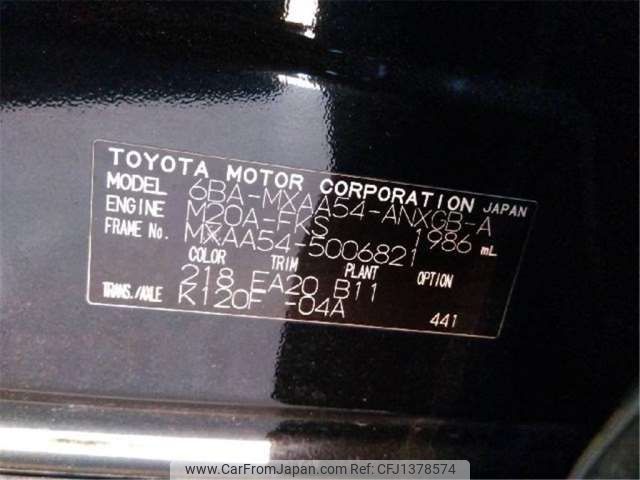 TOYOTA MOTOR CORPORATION JAPAN
MODEL 6BA-MXAA54-ANXGB-A
ENGINE M20A-FKS 1986 mL
FRAME No. MXAA54-5006821
COLOR TRIM PLANT OPTION
218 EA20 B11
TRANS./AXLE K120F -04A
441
www.CarFromJapan.com | Ref No. CFJ1378574